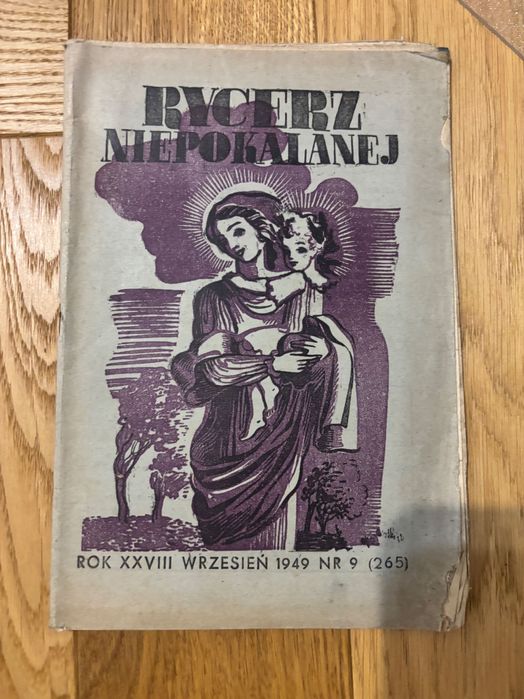 RYCERZ
NIEPOKALANEJ
ROK XXVIII WRZESIEŃ 1949 NR 9 (265)